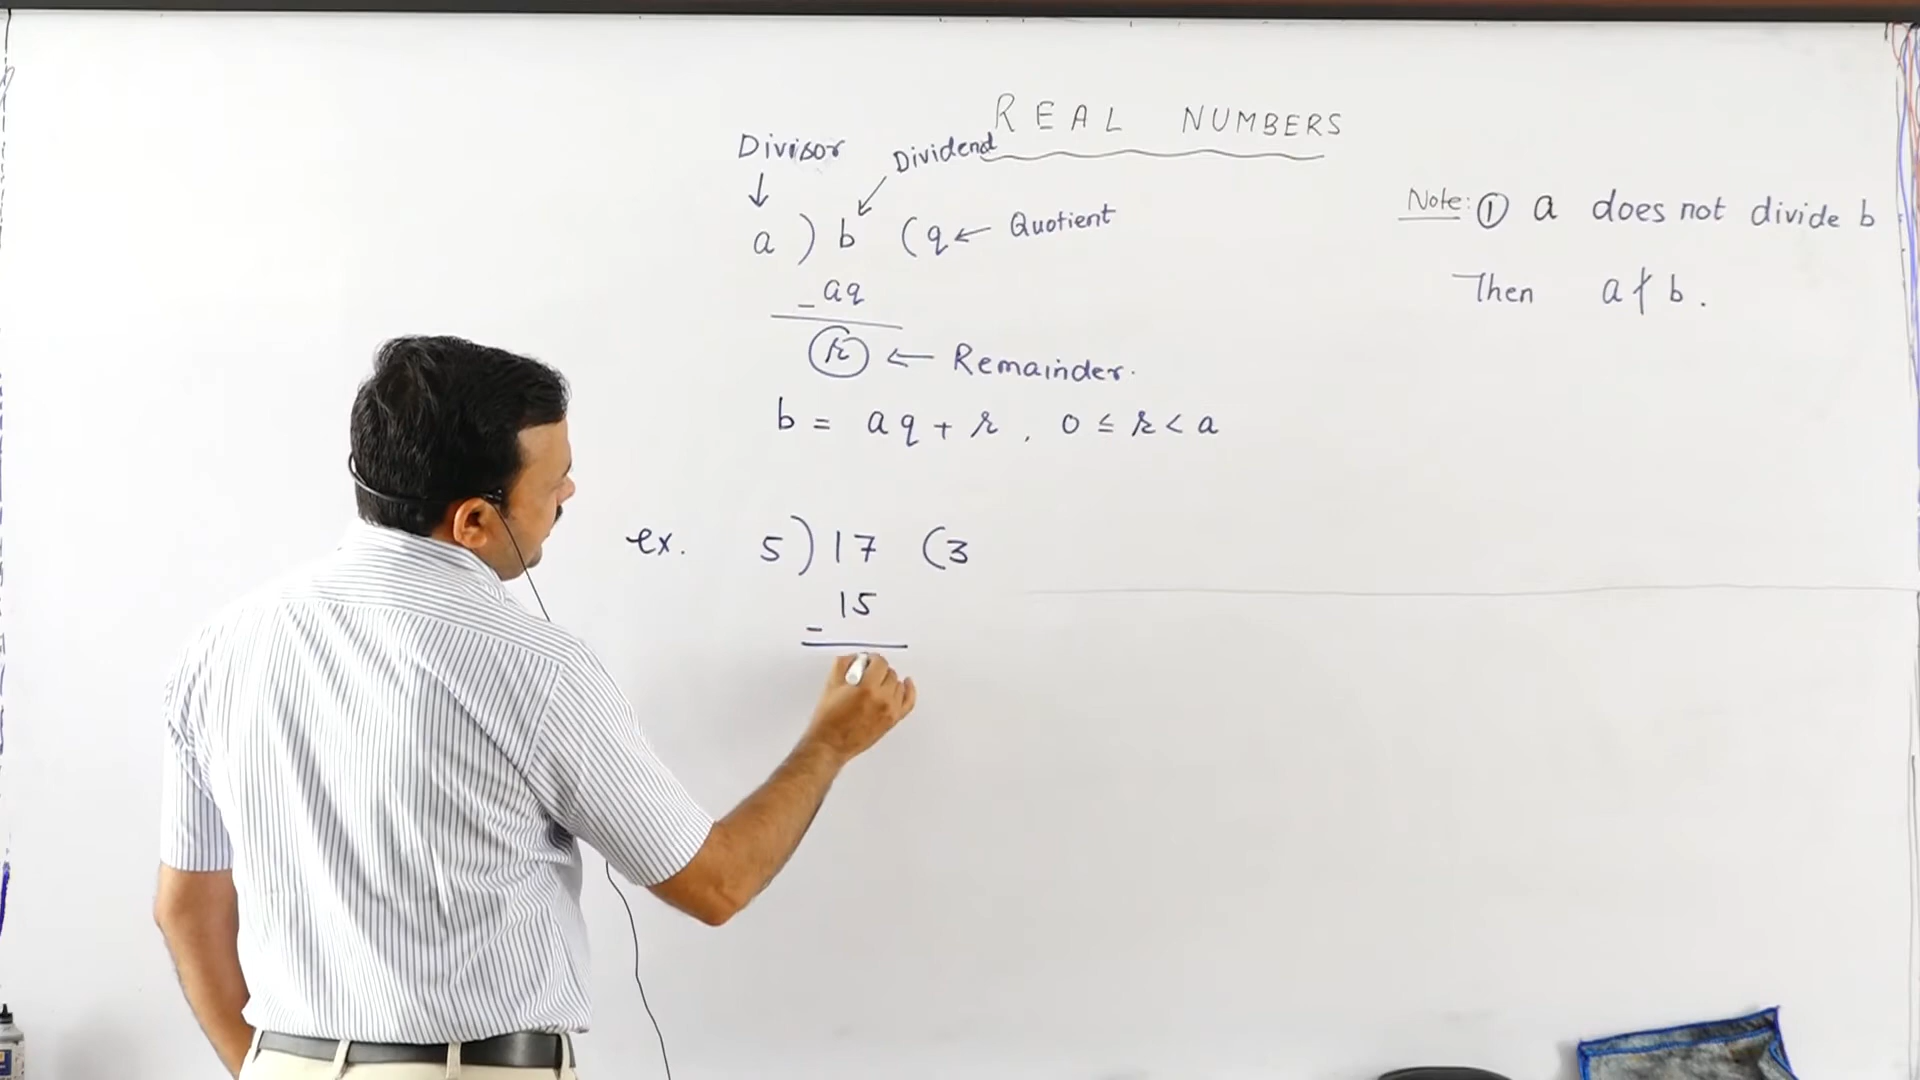 REAL NUMBERS
Divisor
Dividend
a ) b ( q ← Quotient
- aq
r ← Remainder.
b = aq + r , 0 ≤ r < a
ex. 5 ) 17 ( 3
- 15
Note: ① a does not divide b
Then a ∤ b .